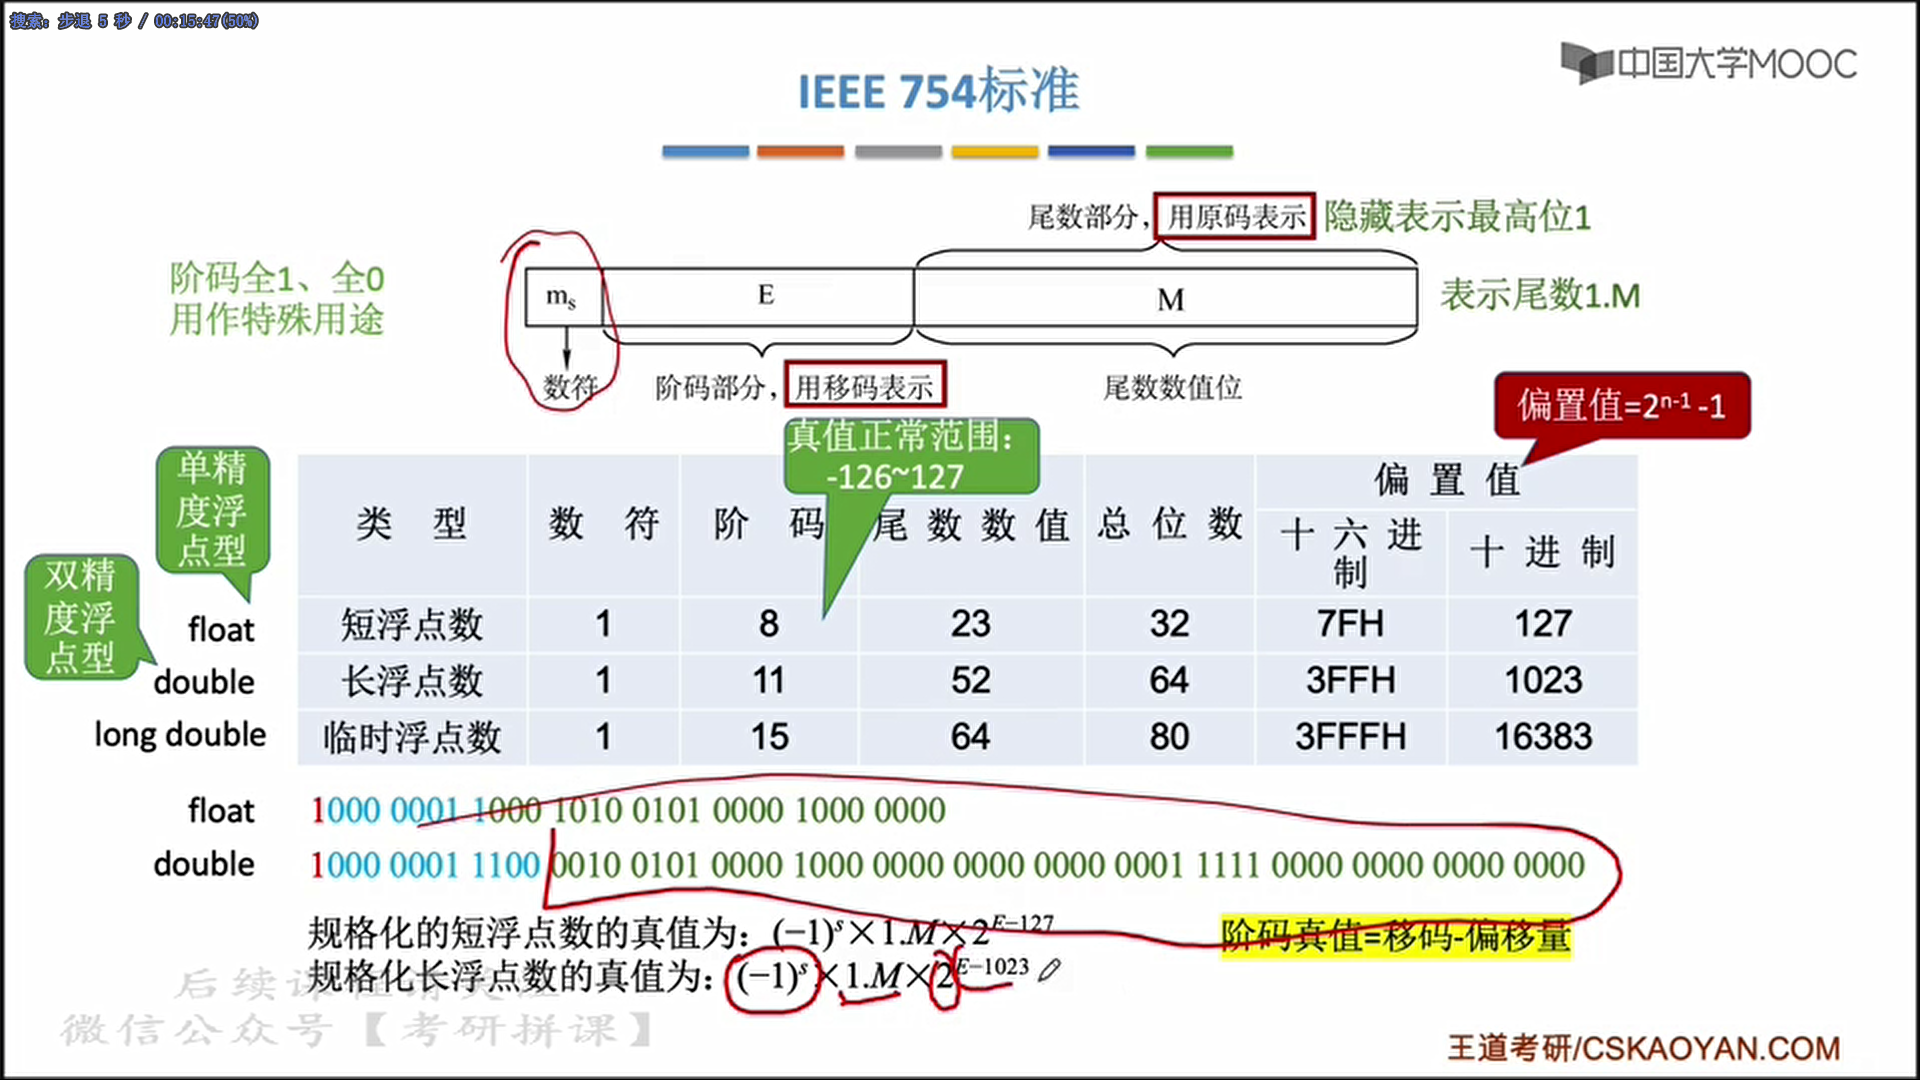 搜索: 步退 5 秒 / 00:15:47(50%)
中国大学MOOC
IEEE 754标准
尾数部分，用原码表示 隐藏表示最高位1
阶码全1、全0
用作特殊用途
ms E M
表示尾数1.M
数符 阶码部分，用移码表示 尾数数值位
偏置值=2^n-1 -1
真值正常范围：
-126~127
单精
度浮
点型
双精
度浮
点型
类型 数符 阶码 尾数数值 总位数 偏置值
十六进制 十进制
float 短浮点数 1 8 23 32 7FH 127
double 长浮点数 1 11 52 64 3FFH 1023
long double 临时浮点数 1 15 64 80 3FFFH 16383
float 1000 0001 1000 1010 0101 0000 1000 0000
double 1000 0001 1100 0010 0101 0000 1000 0000 0000 0000 0001 1111 0000 0000 0000 0000
规格化的短浮点数的真值为：(−1)^s×1.M×2^E−127
阶码真值=移码-偏移量
规格化长浮点数的真值为：(−1)^s×1.M×2^E−1023
后续课程请关注
微信公众号【考研拼课】
王道考研/CSKAOYAN.COM